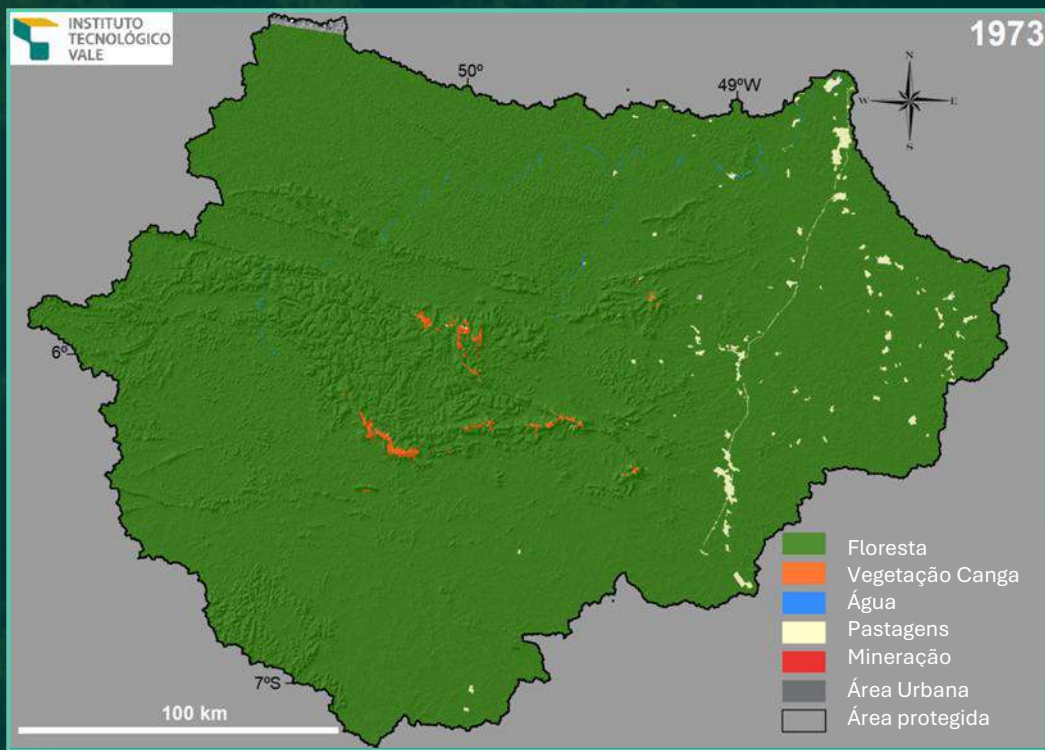 INSTITUTO
TECNOLÓGICO
VALE
1973
50º
49ºW
N
W
E
S
6º
7ºS
100 km
Floresta
Vegetação Canga
Água
Pastagens
Mineração
Área Urbana
Área protegida